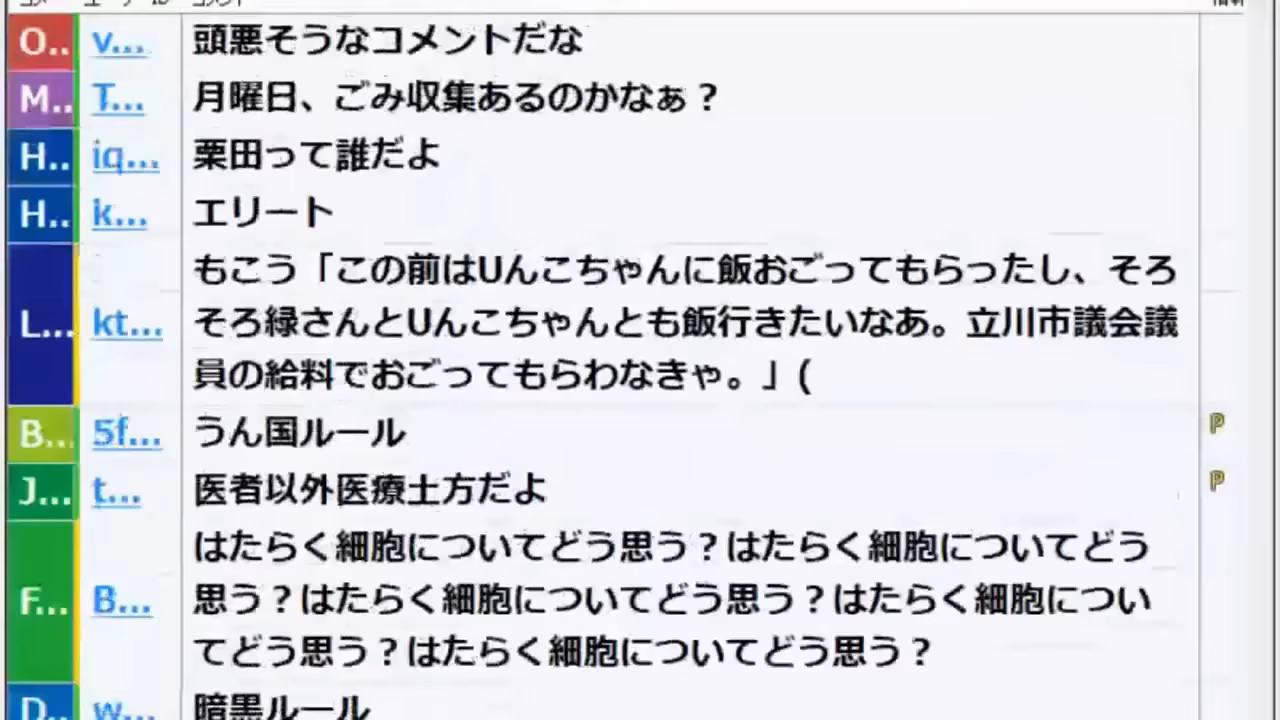 O.. v... 頭悪そうなコメントだな
M.. T... 月曜日、ごみ収集あるのかなぁ？
H.. iq... 栗田って誰だよ
H.. k... エリート
もこう「この前はUんこちゃんに飯おごってもらったし、そろ
L... kt... そろ緑さんとUんこちゃんとも飯行きたいなあ。立川市議会議
員の給料でおごってもらわなきゃ。」(
B... 5f... うん国ルール P
J... t... 医者以外医療土方だよ P
はたらく細胞についてどう思う？はたらく細胞についてどう
F... B... 思う？はたらく細胞についてどう思う？はたらく細胞につい
てどう思う？はたらく細胞についてどう思う？
D.. w... 暗黒ルール